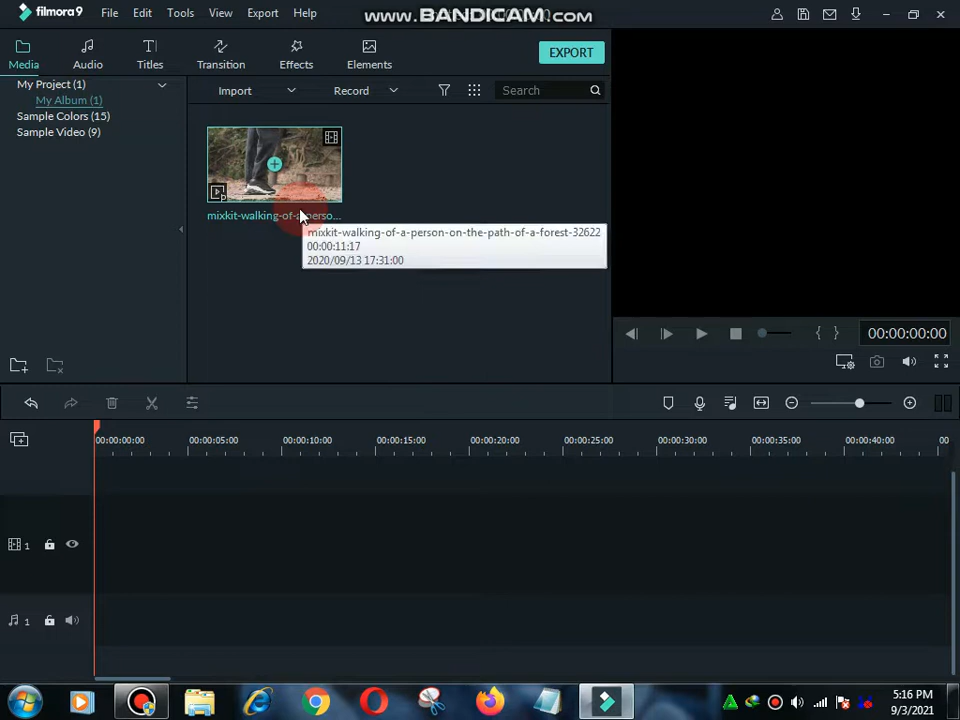 filmora9
File Edit Tools View Export Help
www.BANDICAM.com
Media Audio Titles Transition Effects Elements
EXPORT
My Project (1)
My Album (1)
Sample Colors (15)
Sample Video (9)
Import Record Search
mixkit-walking-of-a-perso...
mixkit-walking-of-a-person-on-the-path-of-a-forest-32622
00:00:11:17
2020/09/13 17:31:00
00:00:00:00
00:00:00:00 00:00:05:00 00:00:10:00 00:00:15:00 00:00:20:00 00:00:25:00 00:00:30:00 00:00:35:00 00:00:40:00 00
1
1
5:16 PM
9/3/2021